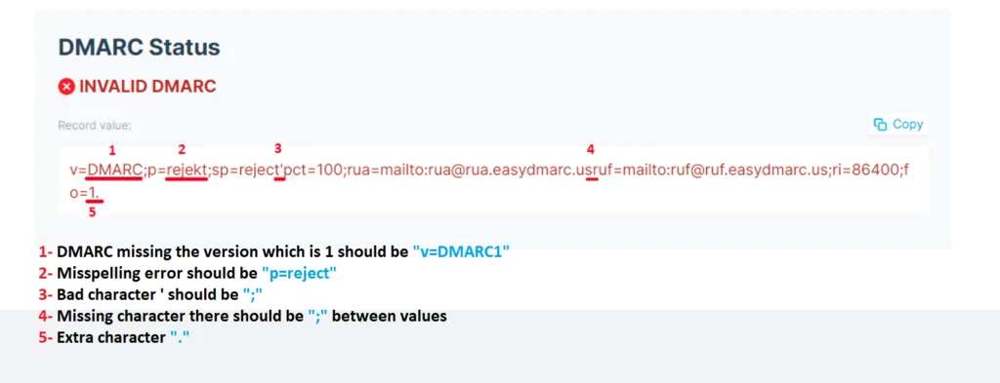 DMARC Status
INVALID DMARC
Record value:
Copy
1 2 3 4
v=DMARC;p=rejekt;sp=reject'pct=100;rua=mailto:rua@rua.easydmarc.usruf=mailto:ruf@ruf.easydmarc.us;ri=86400;f
o=1.
5
1- DMARC missing the version which is 1 should be "v=DMARC1"
2- Misspelling error should be "p=reject"
3- Bad character ' should be ";"
4- Missing character there should be ";" between values
5- Extra character "."